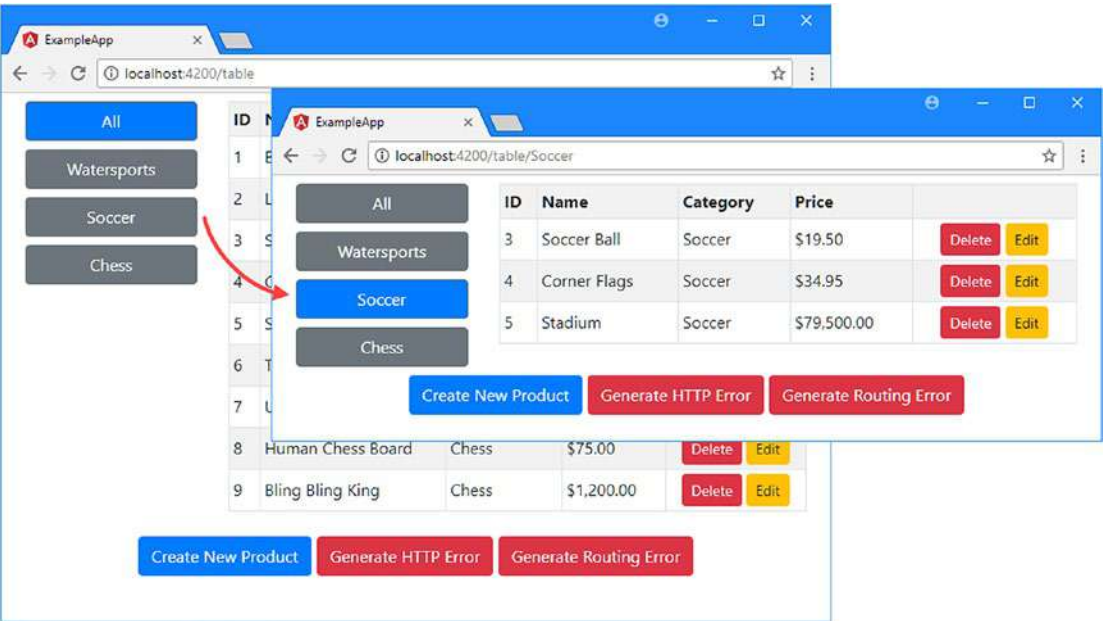 ExampleApp
localhost:4200/table
All
Watersports
Soccer
Chess
ID
1
2
3
4
5
6
7
8 Human Chess Board Chess $75.00 Delete Edit
9 Bling Bling King Chess $1,200.00 Delete Edit
Create New Product Generate HTTP Error Generate Routing Error
ExampleApp
localhost:4200/table/Soccer
All
Watersports
Soccer
Chess
ID Name Category Price
3 Soccer Ball Soccer $19.50 Delete Edit
4 Corner Flags Soccer $34.95 Delete Edit
5 Stadium Soccer $79,500.00 Delete Edit
Create New Product Generate HTTP Error Generate Routing Error